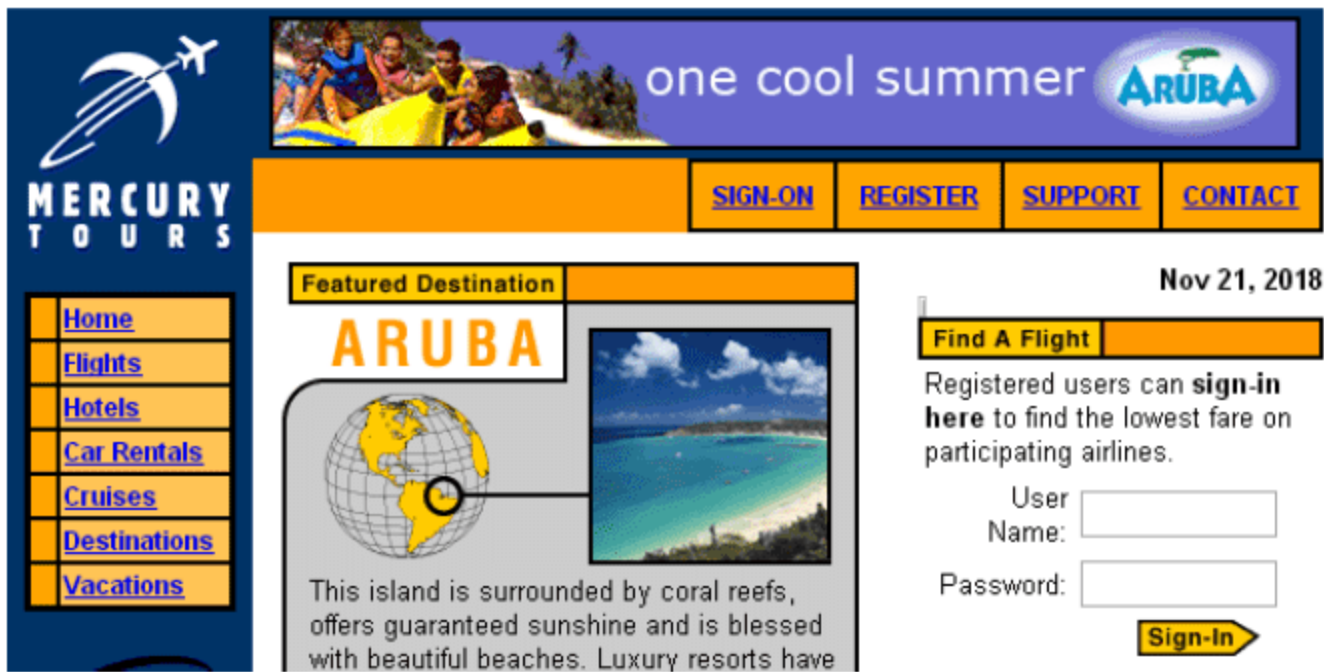 one cool summer ARUBA
MERCURY
TOURS
SIGN-ON REGISTER SUPPORT CONTACT
Home
Flights
Hotels
Car Rentals
Cruises
Destinations
Vacations
Featured Destination
ARUBA
This island is surrounded by coral reefs,
offers guaranteed sunshine and is blessed
with beautiful beaches. Luxury resorts have
Nov 21, 2018
Find A Flight
Registered users can sign-in
here to find the lowest fare on
participating airlines.
User
Name:
Password:
Sign-In